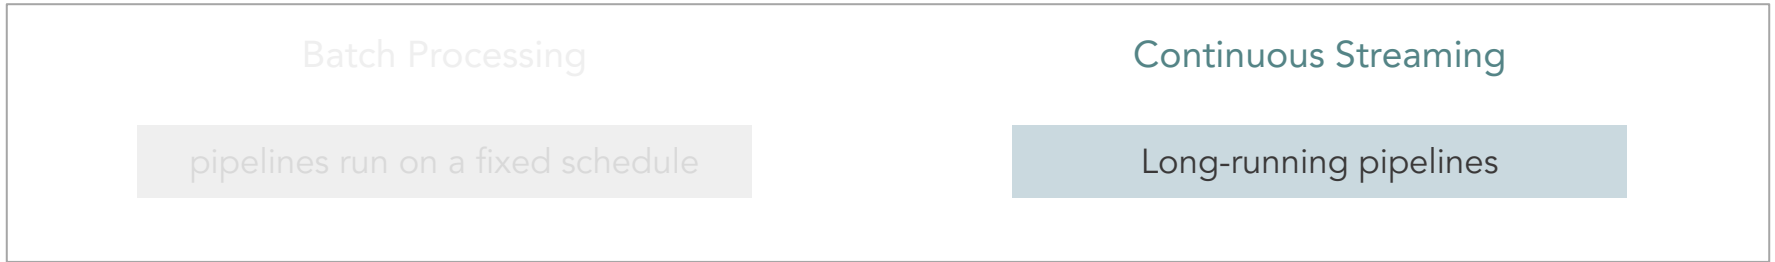 Batch Processing
Continuous Streaming
pipelines run on a fixed schedule
Long-running pipelines